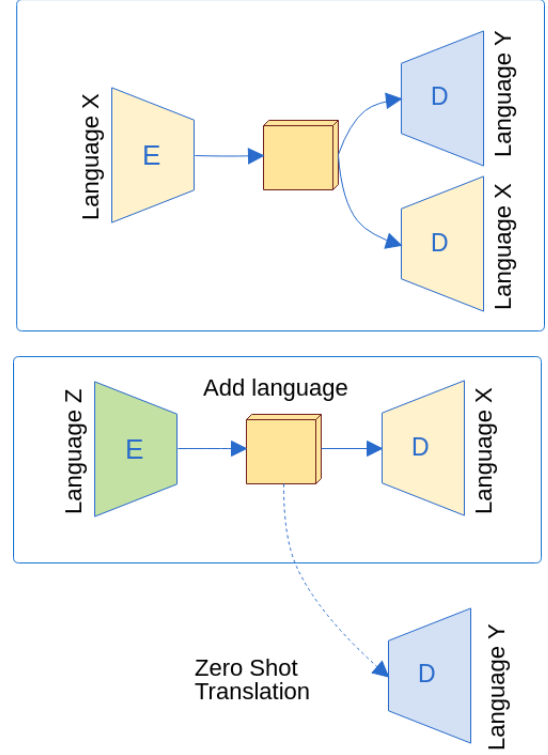 Language X
E
D
Language Y
D
Language X
Add language
Language Z
E
D
Language X
Zero Shot
Translation
D
Language Y